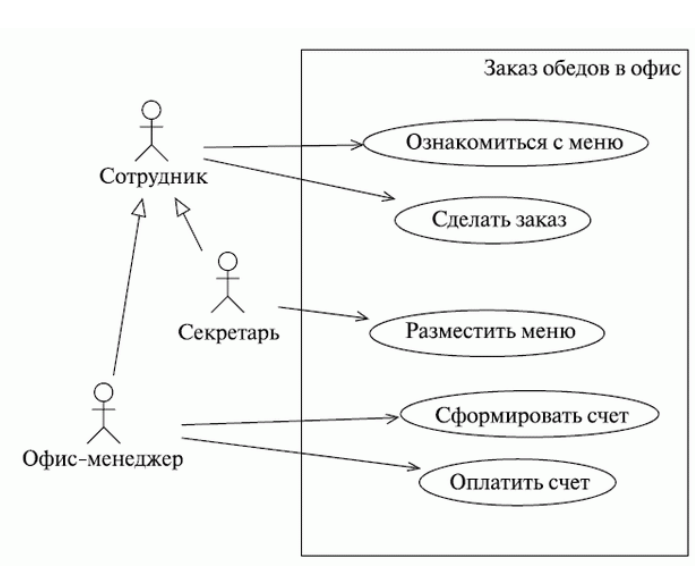 Заказ обедов в офис
Ознакомиться с меню
Сотрудник
Сделать заказ
Секретарь
Разместить меню
Сформировать счет
Офис-менеджер
Оплатить счет